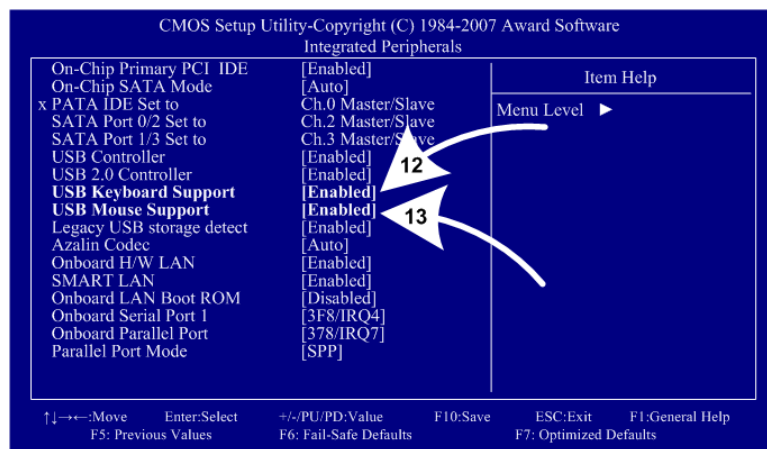 CMOS Setup Utility-Copyright (C) 1984-2007 Award Software
Integrated Peripherals
On-Chip Primary PCI IDE [Enabled]
On-Chip SATA Mode [Auto]
x PATA IDE Set to Ch.0 Master/Slave
SATA Port 0/2 Set to Ch.2 Master/Slave
SATA Port 1/3 Set to Ch.3 Master/Slave
USB Controller [Enabled]
USB 2.0 Controller [Enabled]
USB Keyboard Support [Enabled]
USB Mouse Support [Enabled]
Legacy USB storage detect [Enabled]
Azalin Codec [Auto]
Onboard H/W LAN [Enabled]
SMART LAN [Enabled]
Onboard LAN Boot ROM [Disabled]
Onboard Serial Port 1 [3F8/IRQ4]
Onboard Parallel Port [378/IRQ7]
Parallel Port Mode [SPP]
Item Help
Menu Level ►
12
13
↑↓→←:Move Enter:Select +/-/PU/PD:Value F10:Save ESC:Exit F1:General Help
F5: Previous Values F6: Fail-Safe Defaults F7: Optimized Defaults